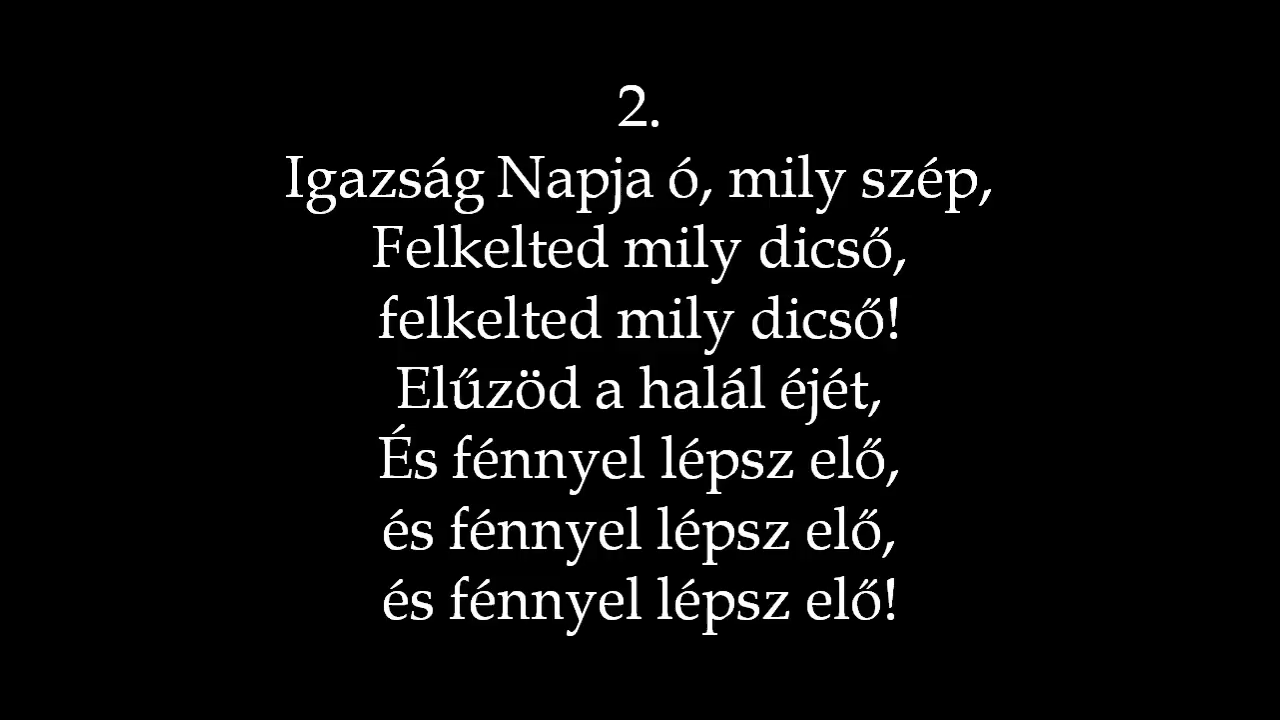 2.
Igazság Napja ó, mily szép,
Felkelted mily dicső,
felkelted mily dicső!
Elűzöd a halál éjét,
És fénnyel lépsz elő,
és fénnyel lépsz elő,
és fénnyel lépsz elő!